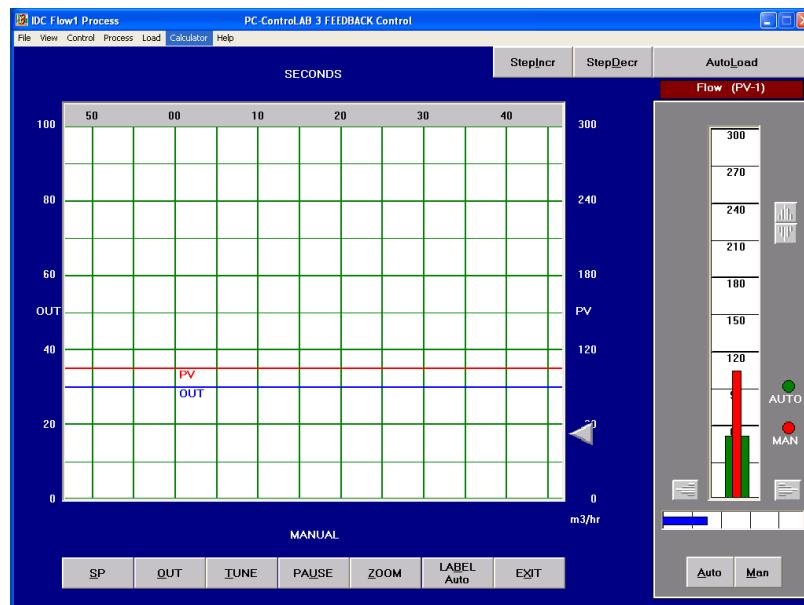 IDC Flow1 Process PC-ControLAB 3 FEEDBACK Control
File View Control Process Load Calculator Help
StepIncr StepDecr AutoLoad
SECONDS
Flow (PV-1)
50 00 10 20 30 40
100 300
80 240
60 180
OUT PV
40 120
20
0 0
m3/hr
PV
OUT
300
270
240
210
180
150
120
AUTO
MAN
MANUAL
SP OUT TUNE PAUSE ZOOM LABEL Auto EXIT
Auto Man